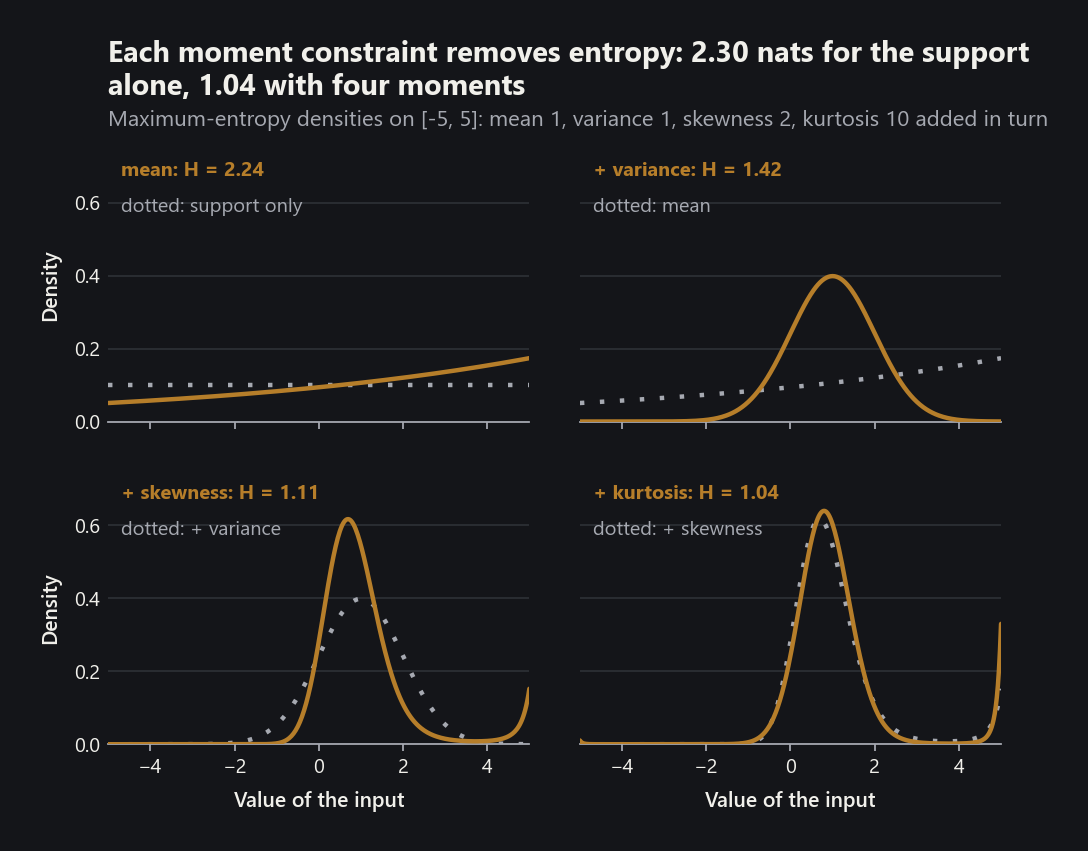 Each moment constraint removes entropy: 2.30 nats for the support
alone, 1.04 with four moments
Maximum-entropy densities on [-5, 5]: mean 1, variance 1, skewness 2, kurtosis 10 added in turn
mean: H = 2.24
dotted: support only
+ variance: H = 1.42
dotted: mean
0.6
0.4
0.2
0.0
Density
+ skewness: H = 1.11
dotted: + variance
+ kurtosis: H = 1.04
dotted: + skewness
0.6
0.4
0.2
0.0
Density
−4 −2 0 2 4
−4 −2 0 2 4
Value of the input
Value of the input